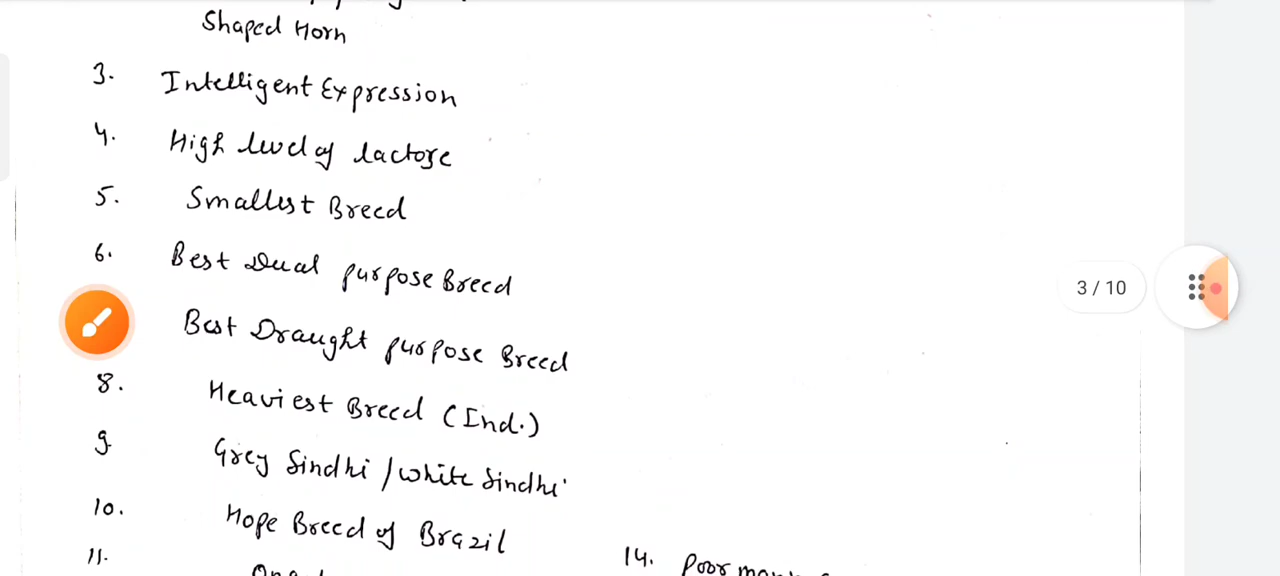 Shaped Horn
3. Intelligent Expression
4. High level of lactose
5. Smallest Breed
6. Best Dual purpose Breed
Best Draught purpose Breed
8. Heaviest Breed (Ind.)
9. Grey Sindhi / White Sindhi
10. Hope Breed of Brazil
11.
14. Poor
3 / 10